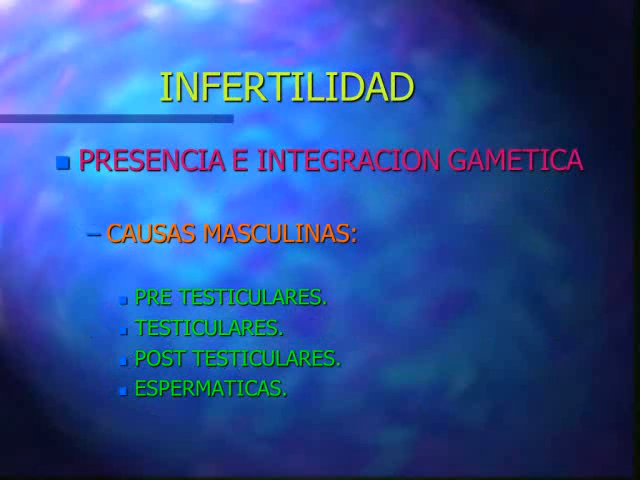 INFERTILIDAD
PRESENCIA E INTEGRACION GAMETICA
– CAUSAS MASCULINAS:
PRE TESTICULARES.
TESTICULARES.
POST TESTICULARES.
ESPERMATICAS.